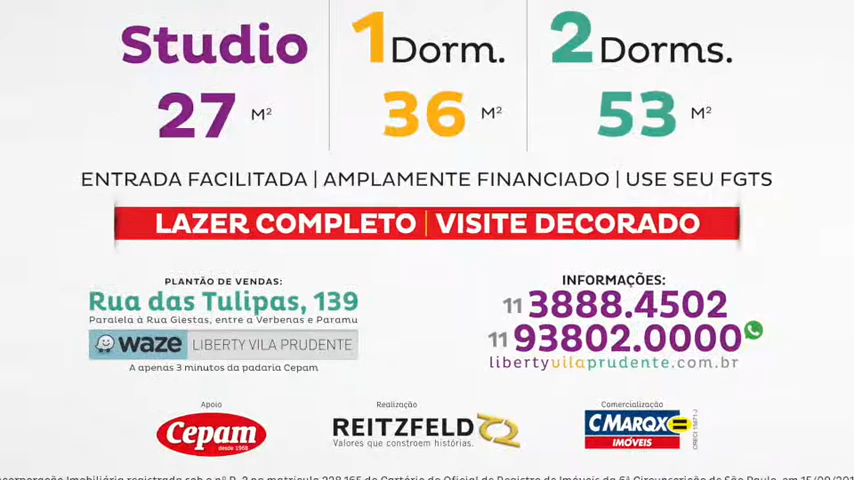 Studio 1 Dorm. 2 Dorms.
27 M² 36 M² 53 M²
ENTRADA FACILITADA | AMPLAMENTE FINANCIADO | USE SEU FGTS
LAZER COMPLETO | VISITE DECORADO
PLANTÃO DE VENDAS:
Rua das Tulipas, 139
Paralela à Rua Giestas, entre a Verbenas e Paramu
waze LIBERTY VILA PRUDENTE
A apenas 3 minutos da padaria Cepam
INFORMAÇÕES:
11 3888.4502
11 93802.0000
libertyvilaprudente.com.br
Apoio
Cepam
desde 1968
Realização
REITZFELD
Valores que constroem histórias.
Comercialização
CMARQX
IMÓVEIS